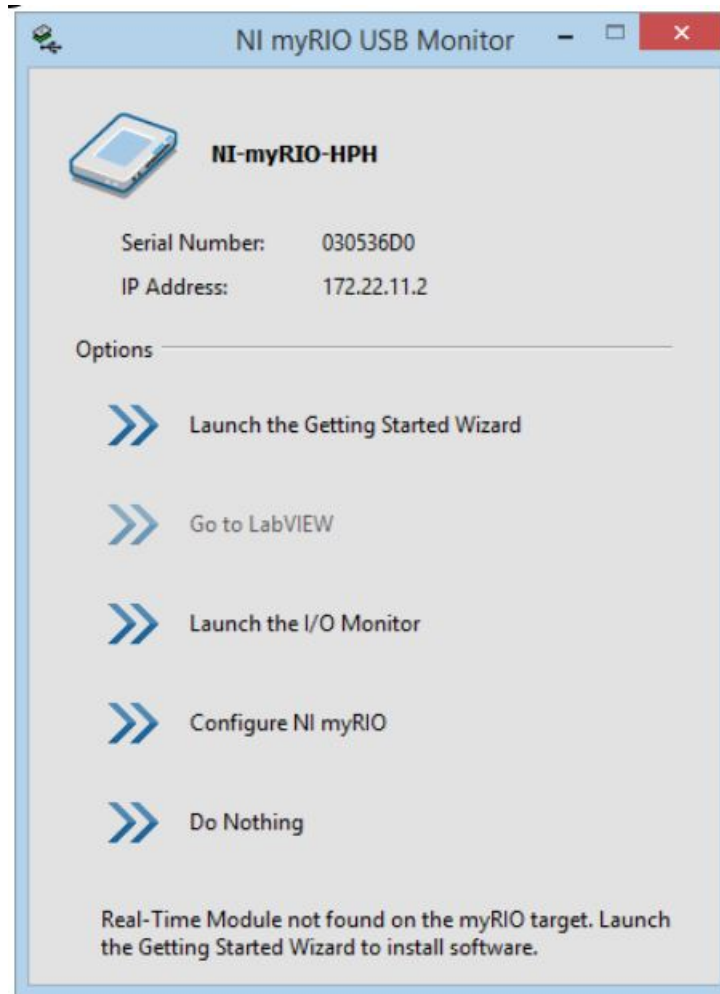 NI myRIO USB Monitor
NI-myRIO-HPH
Serial Number: 030536D0
IP Address: 172.22.11.2
Options
Launch the Getting Started Wizard
Go to LabVIEW
Launch the I/O Monitor
Configure NI myRIO
Do Nothing
Real-Time Module not found on the myRIO target. Launch
the Getting Started Wizard to install software.